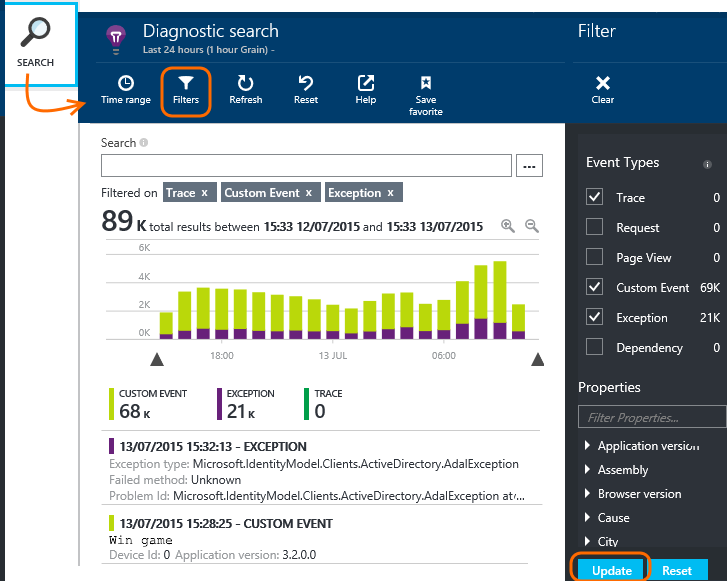 SEARCH
Diagnostic search
Last 24 hours (1 hour Grain) -
Time range
Filters
Refresh
Reset
Help
Save
favorite
Search
...
Filtered on Trace x Custom Event x Exception x
89 K total results between 15:33 12/07/2015 and 15:33 13/07/2015
6K
4K
2K
0K
18:00 13 JUL 06:00
CUSTOM EVENT
68 K
EXCEPTION
21 K
TRACE
0
13/07/2015 15:32:13 - EXCEPTION
Exception type: Microsoft.IdentityModel.Clients.ActiveDirectory.AdalException
Failed method: Unknown
Problem Id: Microsoft.IdentityModel.Clients.ActiveDirectory.AdalException at ...
13/07/2015 15:28:25 - CUSTOM EVENT
Win game
Device Id: 0 Application version: 3.2.0.0
Filter
Clear
Event Types
Trace 0
Request 0
Page View 0
Custom Event 69K
Exception 21K
Dependency 0
Properties
Filter Properties...
Application version
Assembly
Browser version
Cause
City
Update Reset